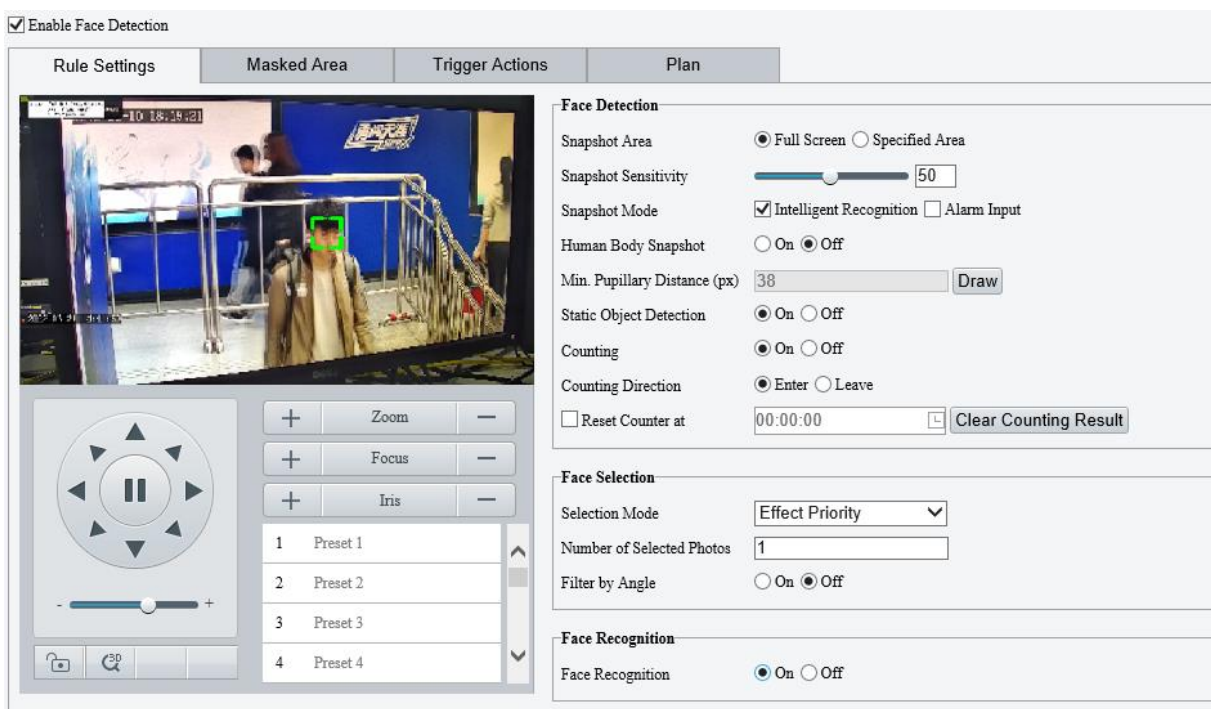 Enable Face Detection
Rule Settings
Masked Area
Trigger Actions
Plan
Face Detection
Snapshot Area
Full Screen
Specified Area
Snapshot Sensitivity
50
Snapshot Mode
Intelligent Recognition
Alarm Input
Human Body Snapshot
On
Off
Min. Pupillary Distance (px)
38
Draw
Static Object Detection
On
Off
Counting
On
Off
Counting Direction
Enter
Leave
Reset Counter at
00:00:00
Clear Counting Result
Zoom
Focus
Iris
1 Preset 1
2 Preset 2
3 Preset 3
4 Preset 4
- +
3D
Face Selection
Selection Mode
Effect Priority
Number of Selected Photos
1
Filter by Angle
On
Off
Face Recognition
Face Recognition
On
Off